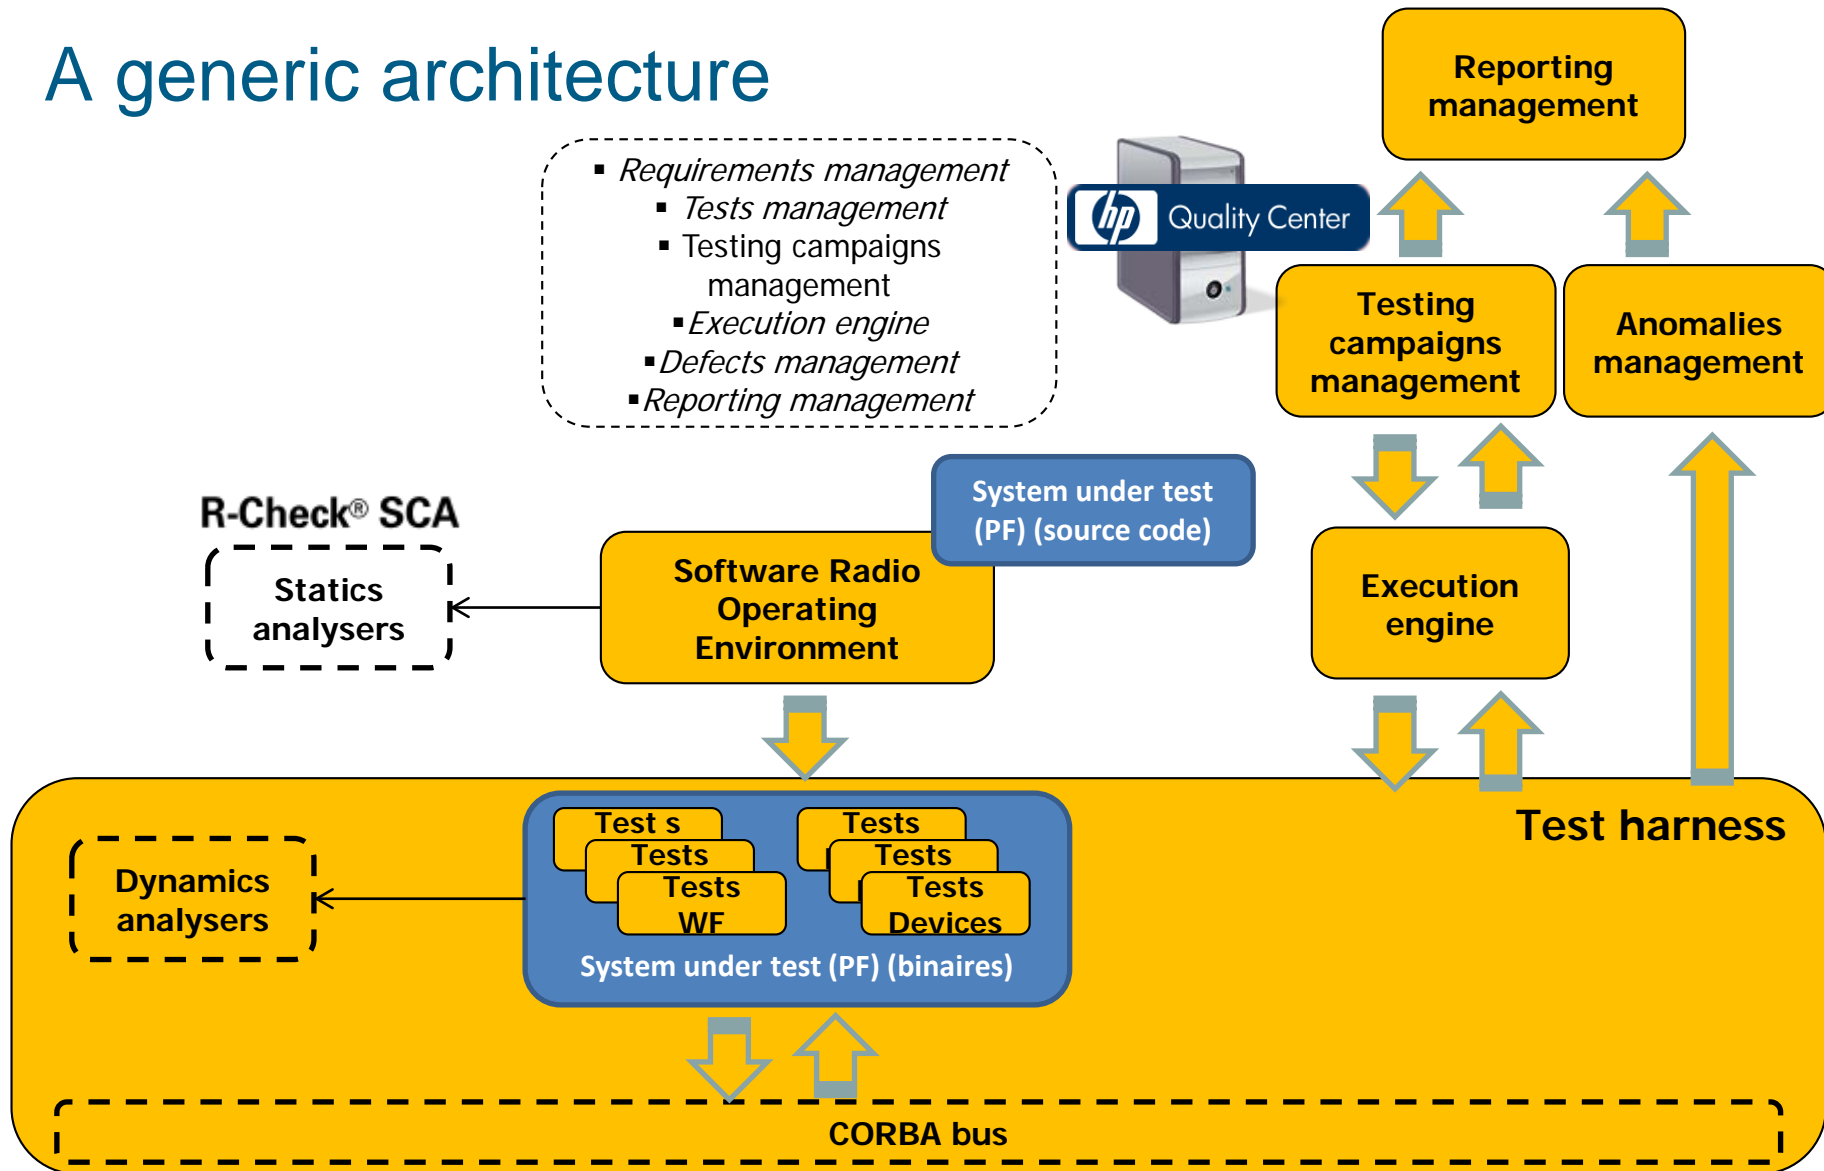 A generic architecture
Reporting
management
▪ Requirements management
▪ Tests management
▪ Testing campaigns
management
▪Execution engine
▪Defects management
▪Reporting management
hp Quality Center
Testing
campaigns
management
Anomalies
management
System under test
(PF) (source code)
R-Check® SCA
Statics
analysers
Software Radio
Operating
Environment
Execution
engine
Test harness
Test s
Tests
Tests
WF
Tests
Tests
Tests
Devices
Dynamics
analysers
System under test (PF) (binaires)
CORBA bus